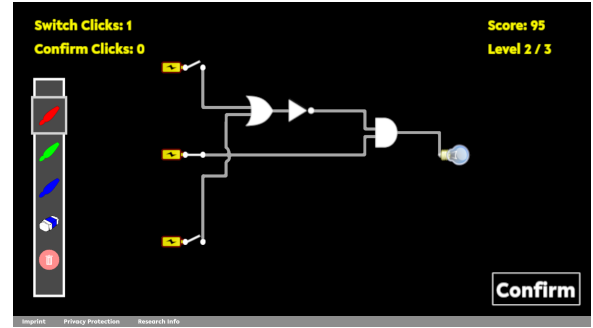 Switch Clicks: 1
Score: 95
Confirm Clicks: 0
Level 2 / 3
Confirm
Imprint Privacy Protection Research Info